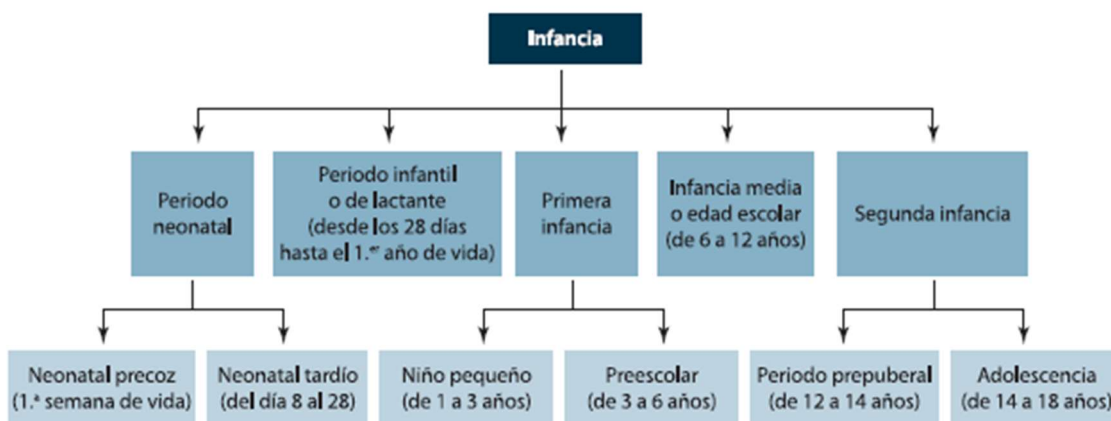 Infancia
Periodo
neonatal
Periodo infantil
o de lactante
(desde los 28 días
hasta el 1.er año de vida)
Primera
infancia
Infancia media
o edad escolar
(de 6 a 12 años)
Segunda infancia
Neonatal precoz
(1.ª semana de vida)
Neonatal tardío
(del día 8 al 28)
Niño pequeño
(de 1 a 3 años)
Preescolar
(de 3 a 6 años)
Periodo prepuberal
(de 12 a 14 años)
Adolescencia
(de 14 a 18 años)